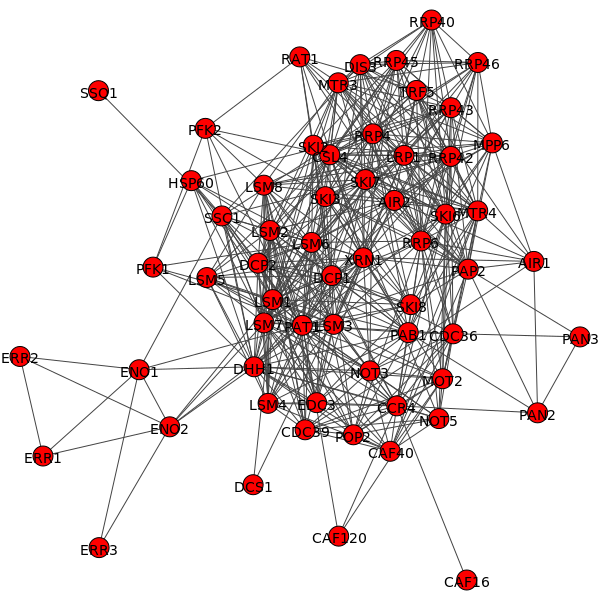 RRP40
RAT1
DIS3
RRP45
RRP46
MTR3
TRF5
SSQ1
RRP43
PFK2
RRP4
MPP6
SKI2
CSL4
LRP1
RRP42
HSP60
LSM8
SKI7
SKI3
AIR2
SSC1
SKI6
MTR4
LSM2
LSM6
RRP6
PFK1
LSM5
DCP2
XRN1
DCP1
PAP2
AIR1
LSM1
SKI8
LSM7
PAT1
LSM3
PAB1
CDC36
PAN3
ERR2
ENO1
DHH1
NOT3
MOT2
LSM4
EDC3
CCR4
NOT5
PAN2
ENO2
CDC39
POP2
CAF40
ERR1
DCS1
ERR3
CAF120
CAF16